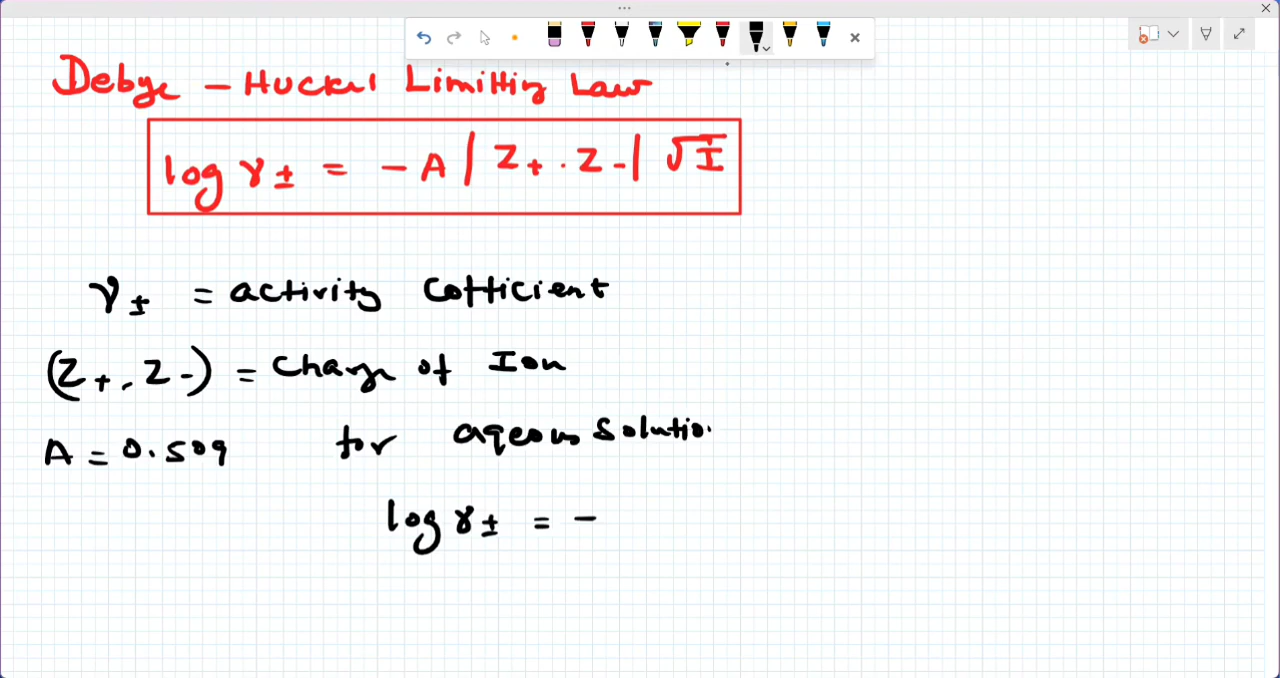 Debye - Huckel Limitting Law
log γ± = -A | Z+ . Z- | √I
γ± = activity cofficient
(Z+ . Z-) = Charge of Ion
A = 0.509 for aqeous Solutio
log γ± = -